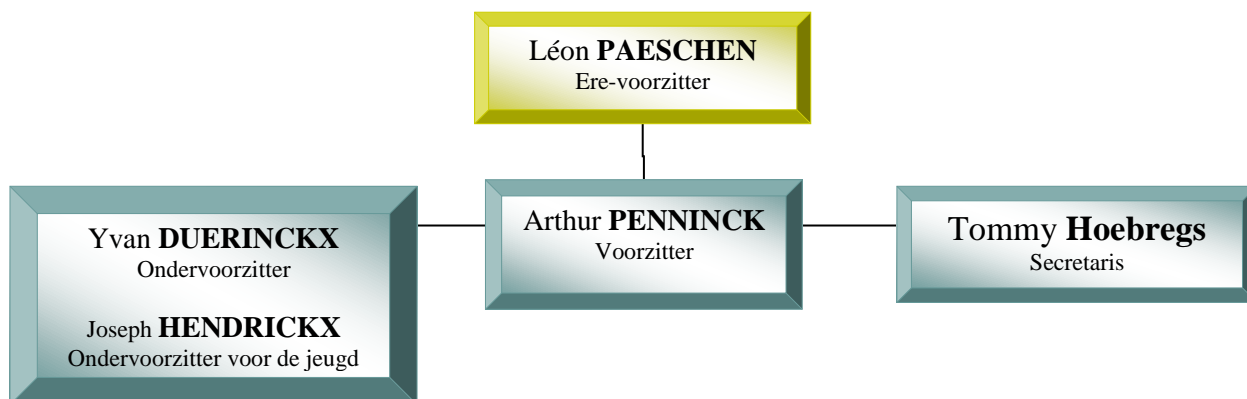 Léon PAESCHEN
Ere-voorzitter
Yvan DUERINCKX
Ondervoorzitter
Joseph HENDRICKX
Ondervoorzitter voor de jeugd
Arthur PENNINCK
Voorzitter
Tommy Hoebregs
Secretaris